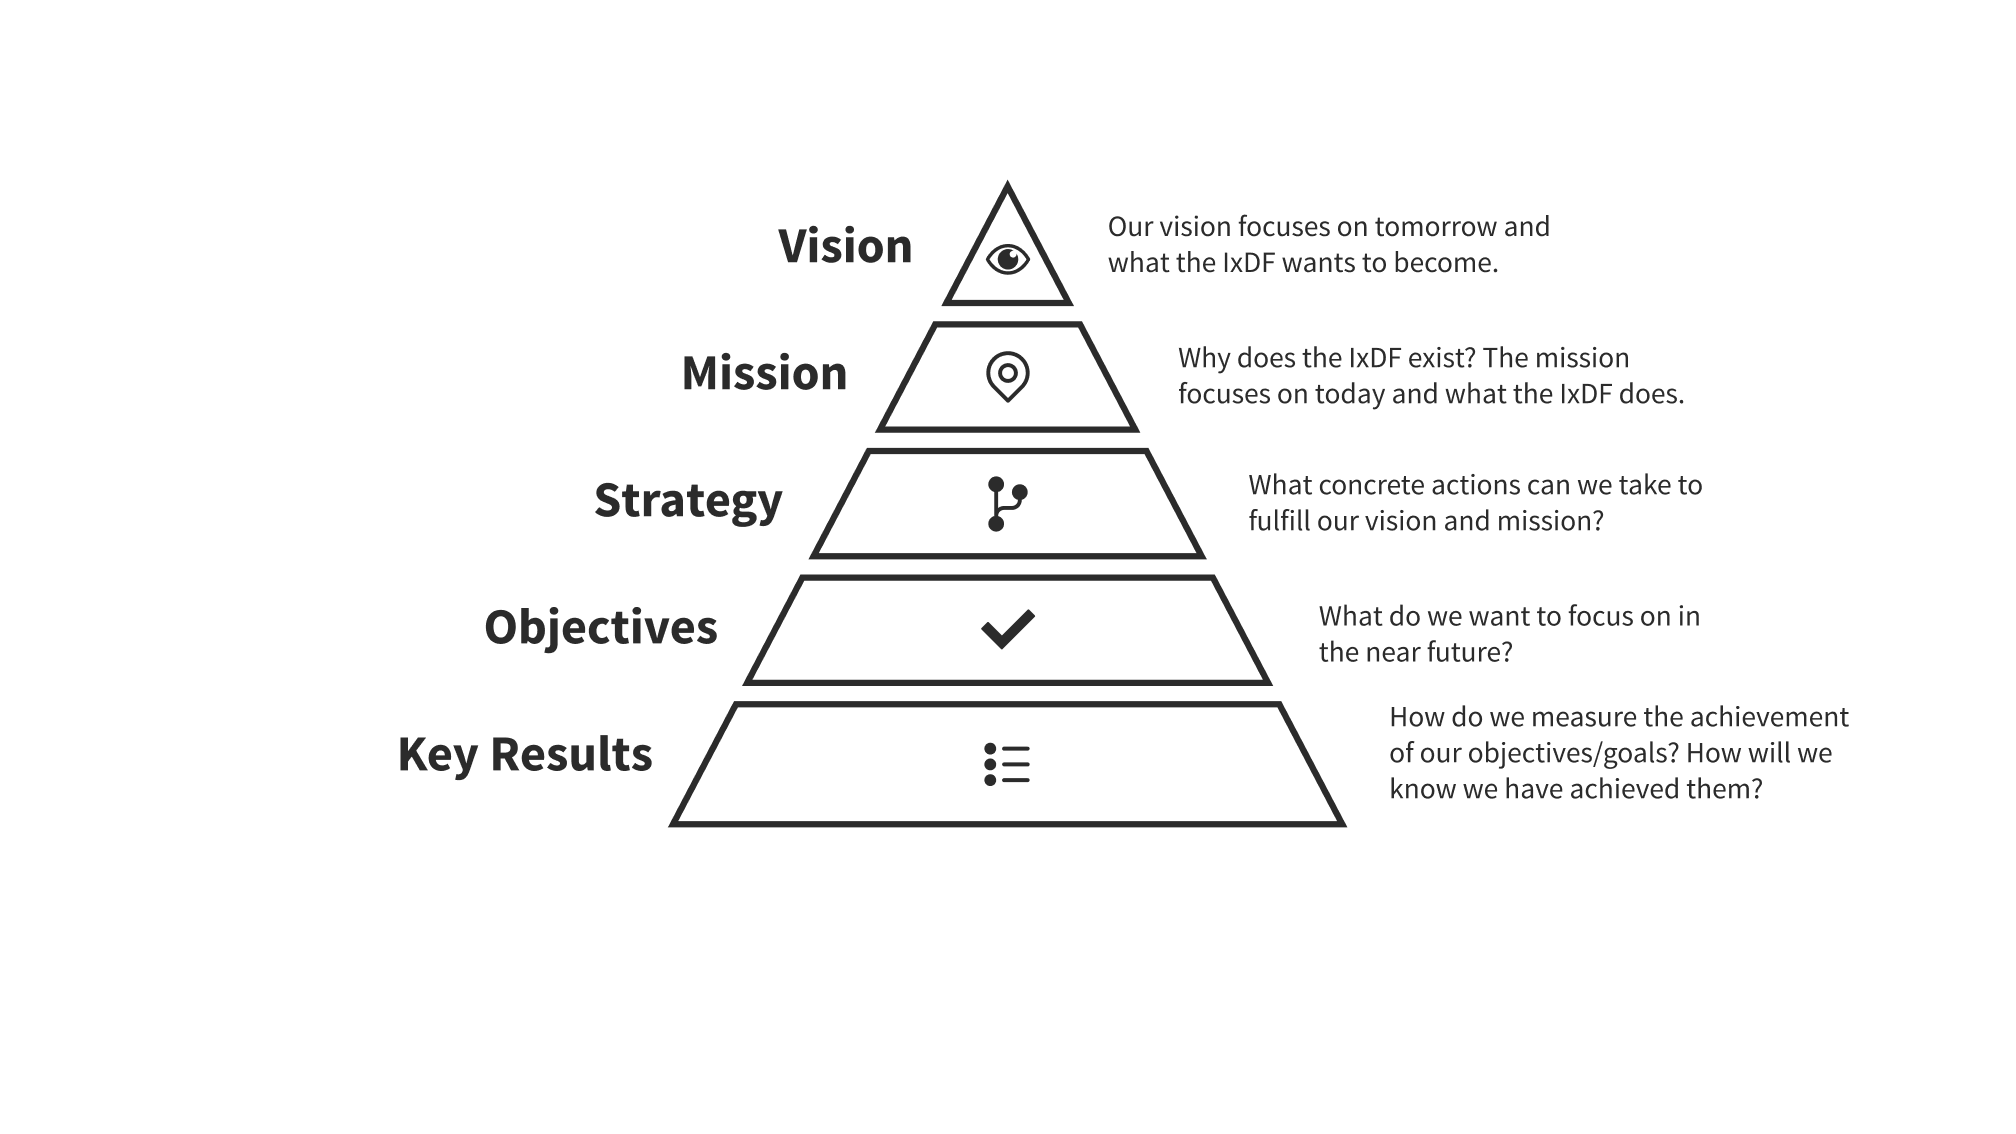 Vision
Our vision focuses on tomorrow and
what the IxDF wants to become.
Mission
Why does the IxDF exist? The mission
focuses on today and what the IxDF does.
Strategy
What concrete actions can we take to
fulfill our vision and mission?
Objectives
What do we want to focus on in
the near future?
Key Results
How do we measure the achievement
of our objectives/goals? How will we
know we have achieved them?